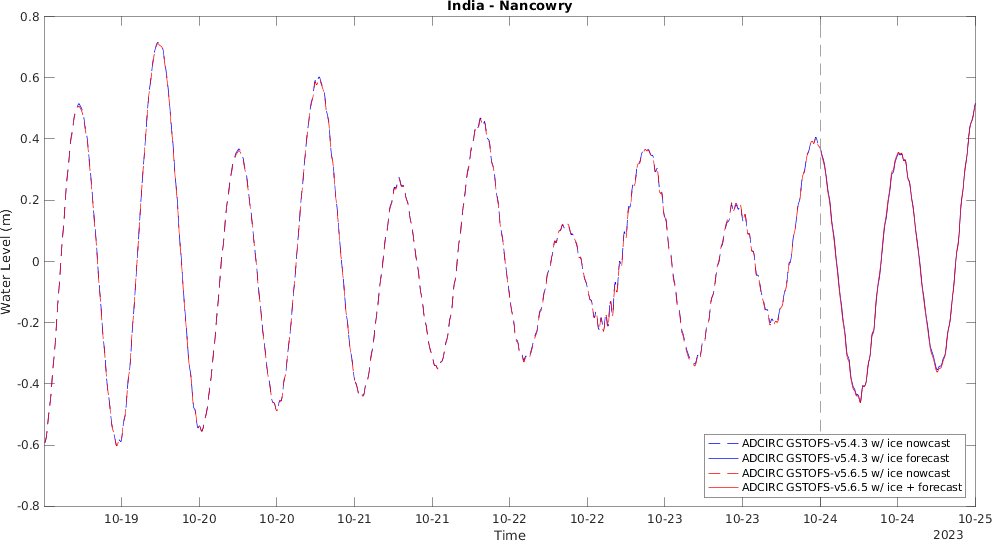 India - Nancowry
0.8
0.6
0.4
0.2
0
-0.2
-0.4
-0.6
-0.8
Water Level (m)
ADCIRC GSTOFS-v5.4.3 w/ ice nowcast
ADCIRC GSTOFS-v5.4.3 w/ ice forecast
ADCIRC GSTOFS-v5.6.5 w/ ice nowcast
ADCIRC GSTOFS-v5.6.5 w/ ice + forecast
10-19 10-20 10-20 10-21 10-21 10-22 10-22 10-23 10-23 10-24 10-24 10-25
Time
2023